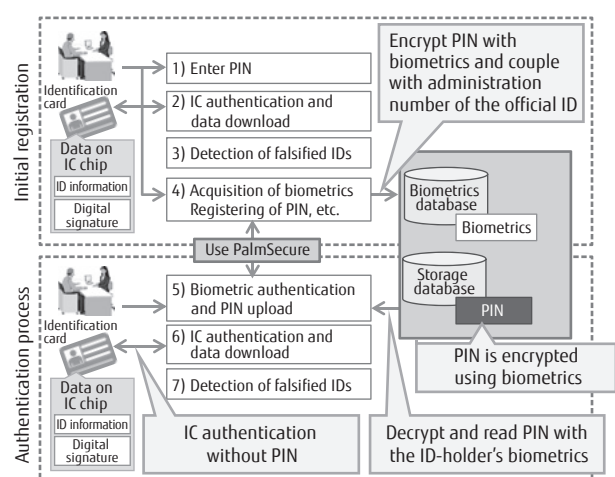 Initial registration
Identification
card
Data on
IC chip
ID information
Digital
signature
1) Enter PIN
2) IC authentication and
data download
3) Detection of falsified IDs
4) Acquisition of biometrics
Registering of PIN, etc.
Encrypt PIN with
biometrics and couple
with administration
number of the official ID
Biometrics
database
Biometrics
Use PalmSecure
Storage
database
PIN
PIN is encrypted
using biometrics
Authentication process
Identification
card
Data on
IC chip
ID information
Digital
signature
5) Biometric authentication
and PIN upload
6) IC authentication and
data download
7) Detection of falsified IDs
IC authentication
without PIN
Decrypt and read PIN with
the ID-holder's biometrics